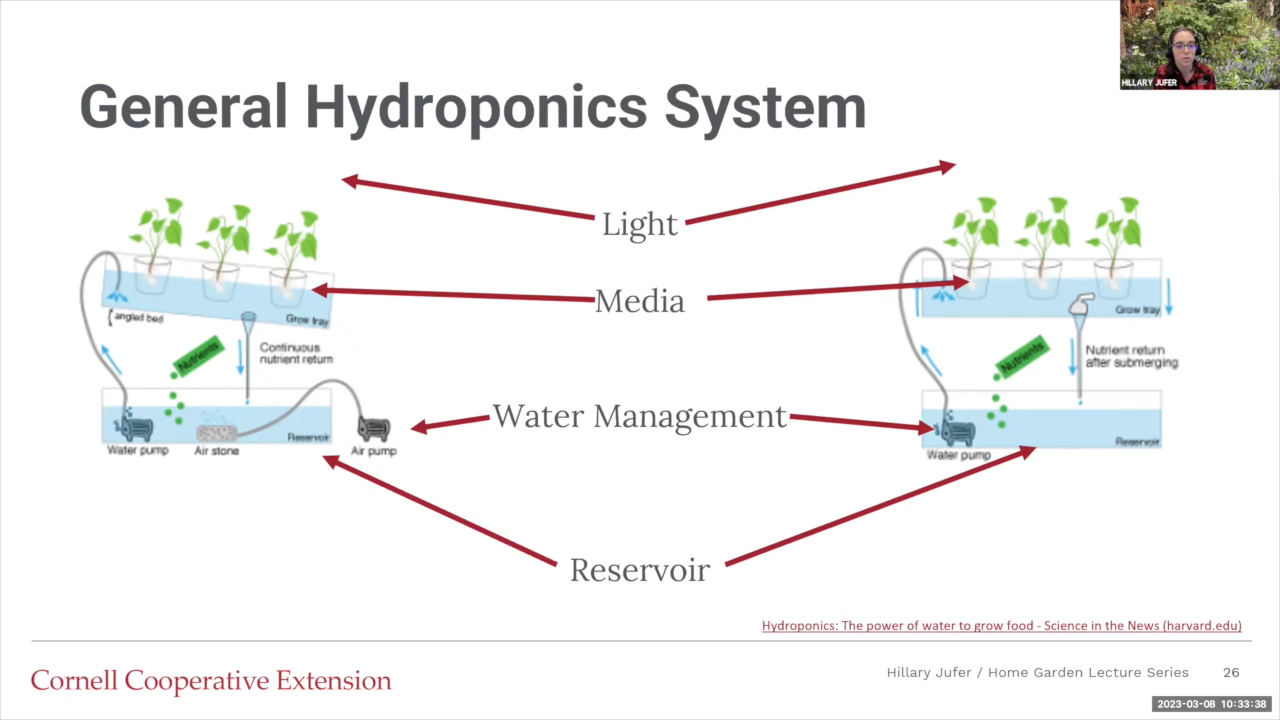 HILLARY JUFER
General Hydroponics System
Light
Media
angled bed
Grow tray
Grow tray
Nutrients
Continuous
nutrient return
Nutrients
Nutrient return
after submerging
Water Management
Water pump
Air stone
Reservoir
Air pump
Water pump
Reservoir
Reservoir
Hydroponics: The power of water to grow food - Science in the News (harvard.edu)
Cornell Cooperative Extension
Hillary Jufer / Home Garden Lecture Series
26
2023-03-08 10:33:38